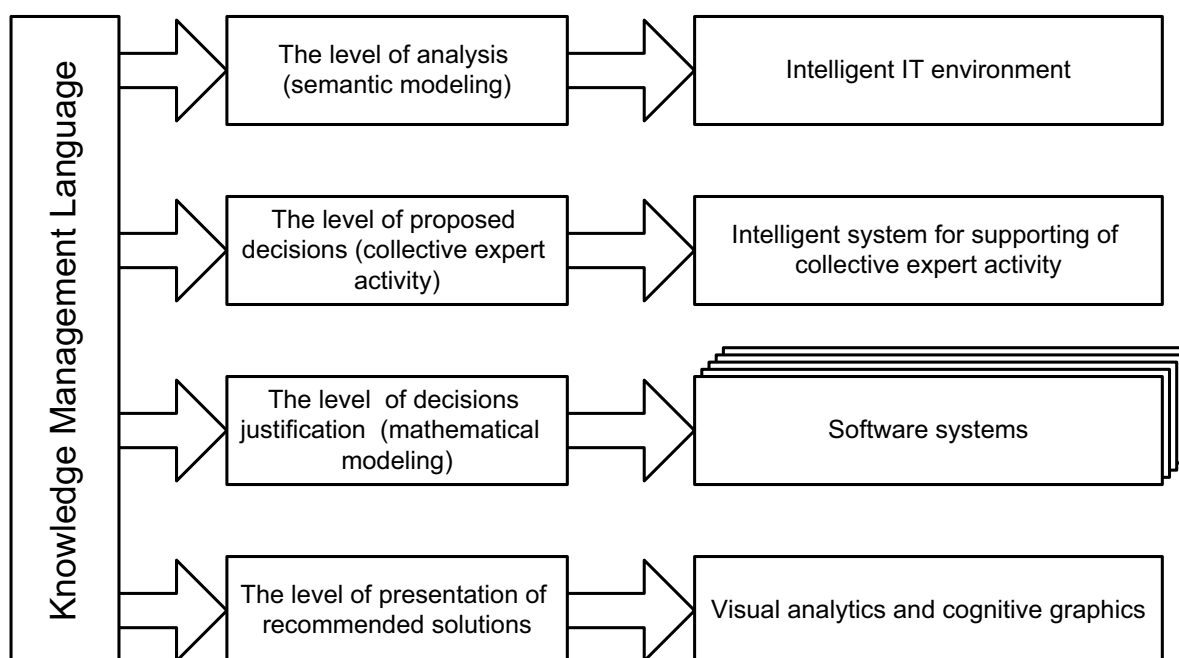 Knowledge Management Language
The level of analysis
(semantic modeling)
Intelligent IT environment
The level of proposed
decisions (collective expert
activity)
Intelligent system for supporting of
collective expert activity
The level of decisions
justification (mathematical
modeling)
Software systems
The level of presentation of
recommended solutions
Visual analytics and cognitive graphics